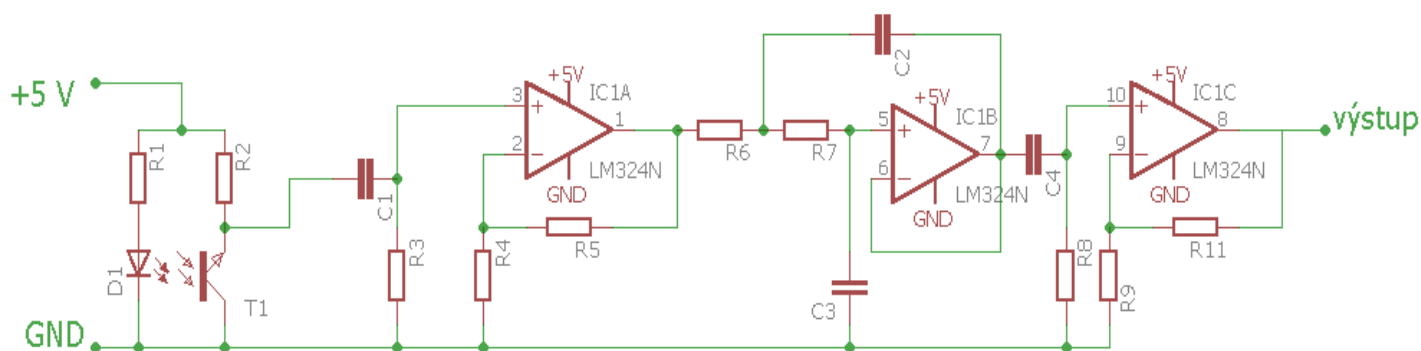 +5 V
R1
R2
D1
T1
C1
R3
3
2
+
−
+5V
IC1A
1
LM324N
GND
R4
R5
R6
R7
C2
C3
5
6
+
−
+5V
IC1B
7
LM324N
GND
C4
R8
10
9
+
−
+5V
IC1C
8
LM324N
GND
R9
R11
výstup
GND